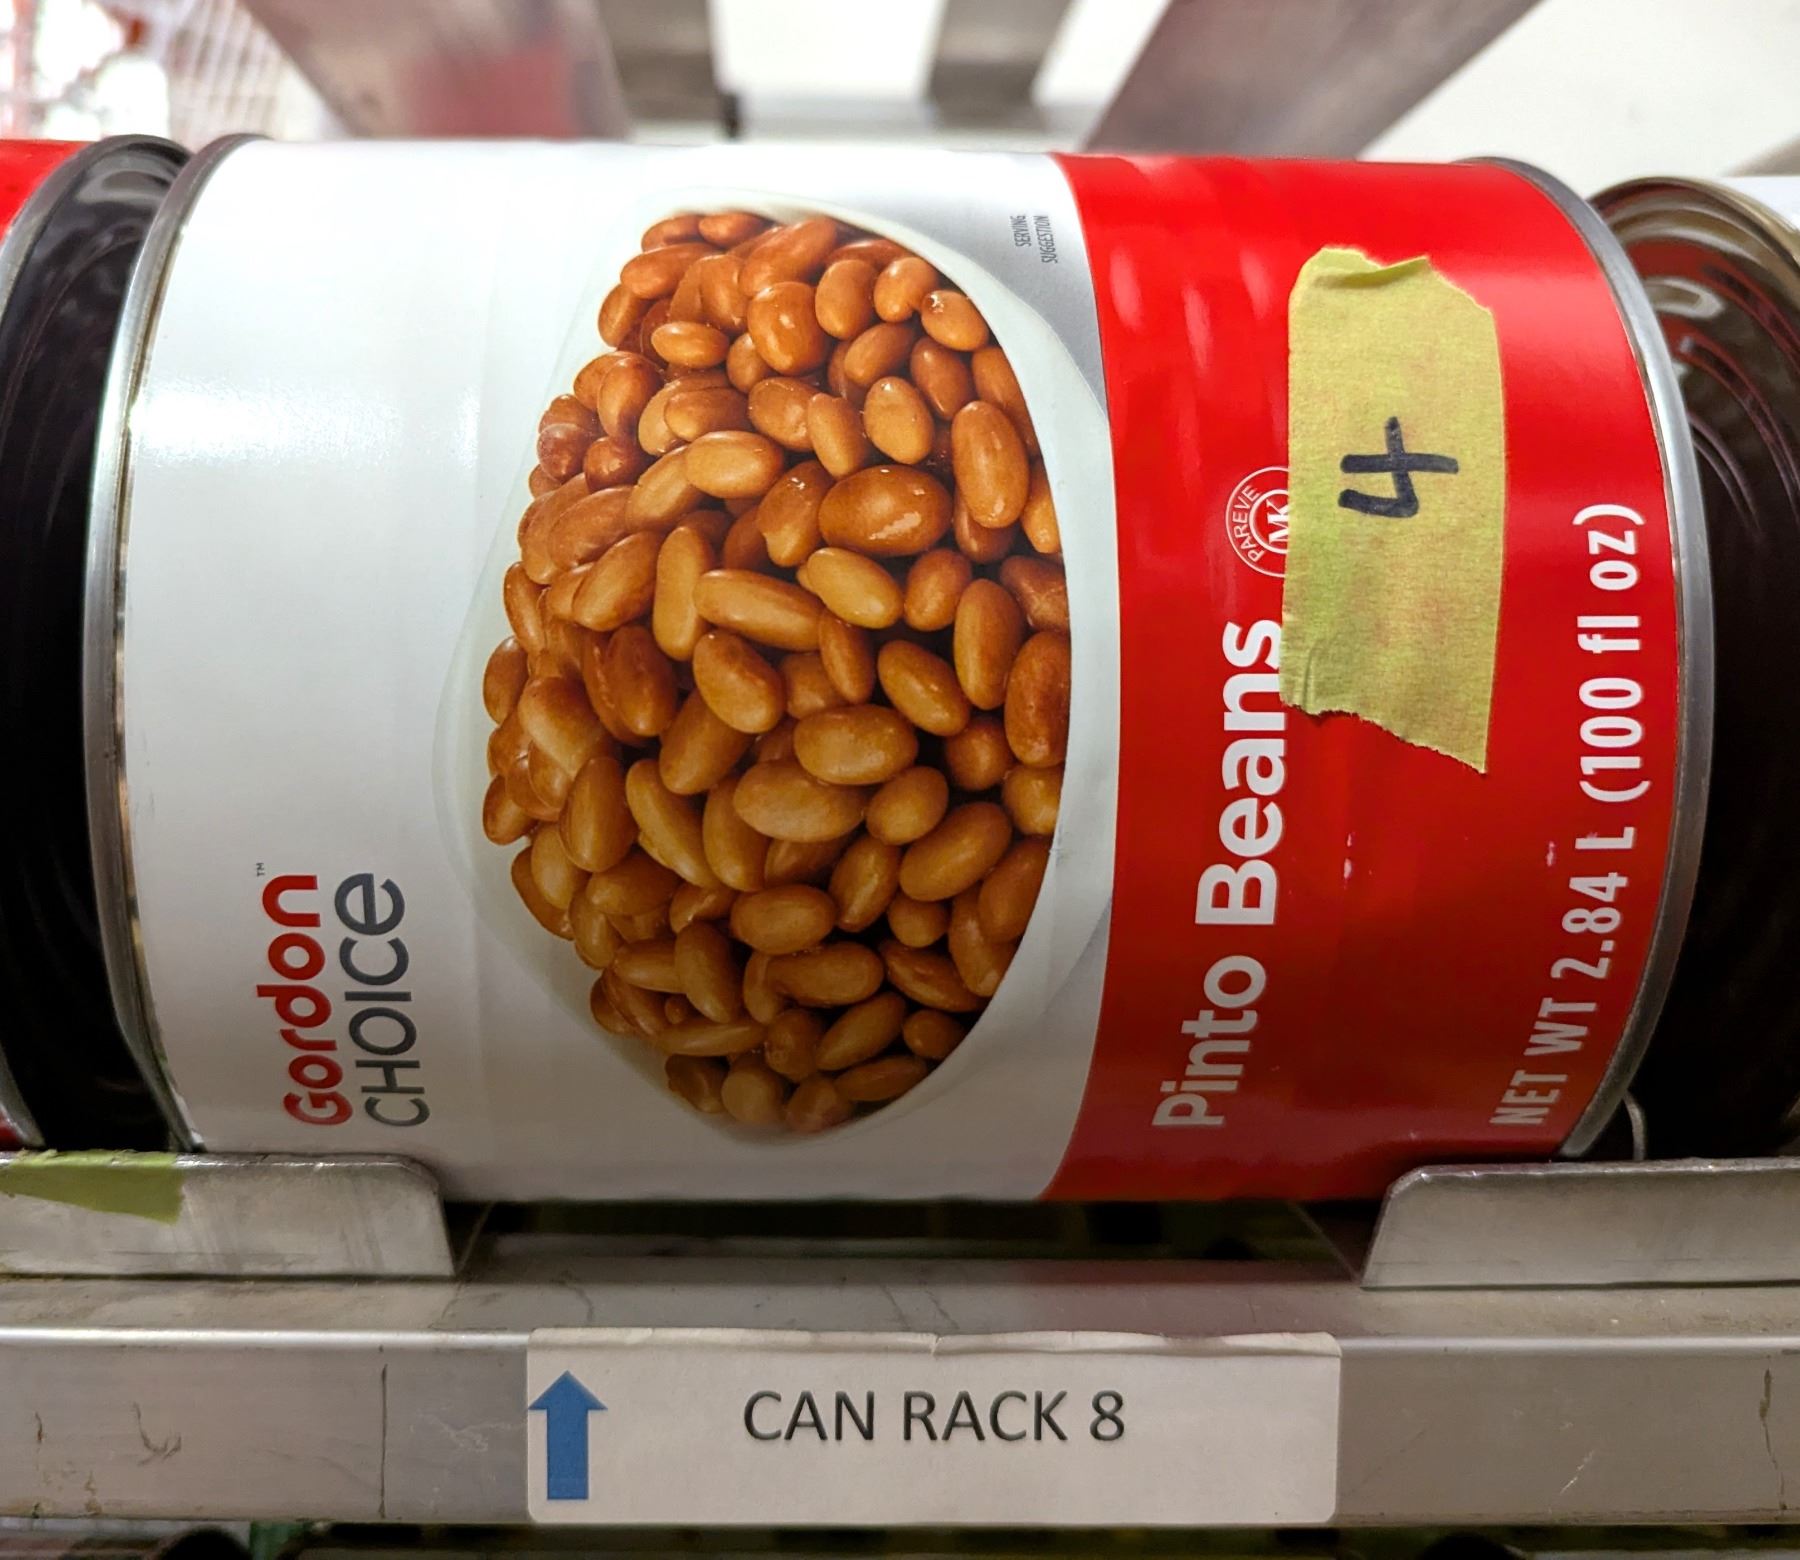 Gordon™
CHOICE
SERVING
SUGGESTION
Pinto Beans
PAREVE
MK
4
NET WT 2.84 L (100 fl oz)
CAN RACK 8